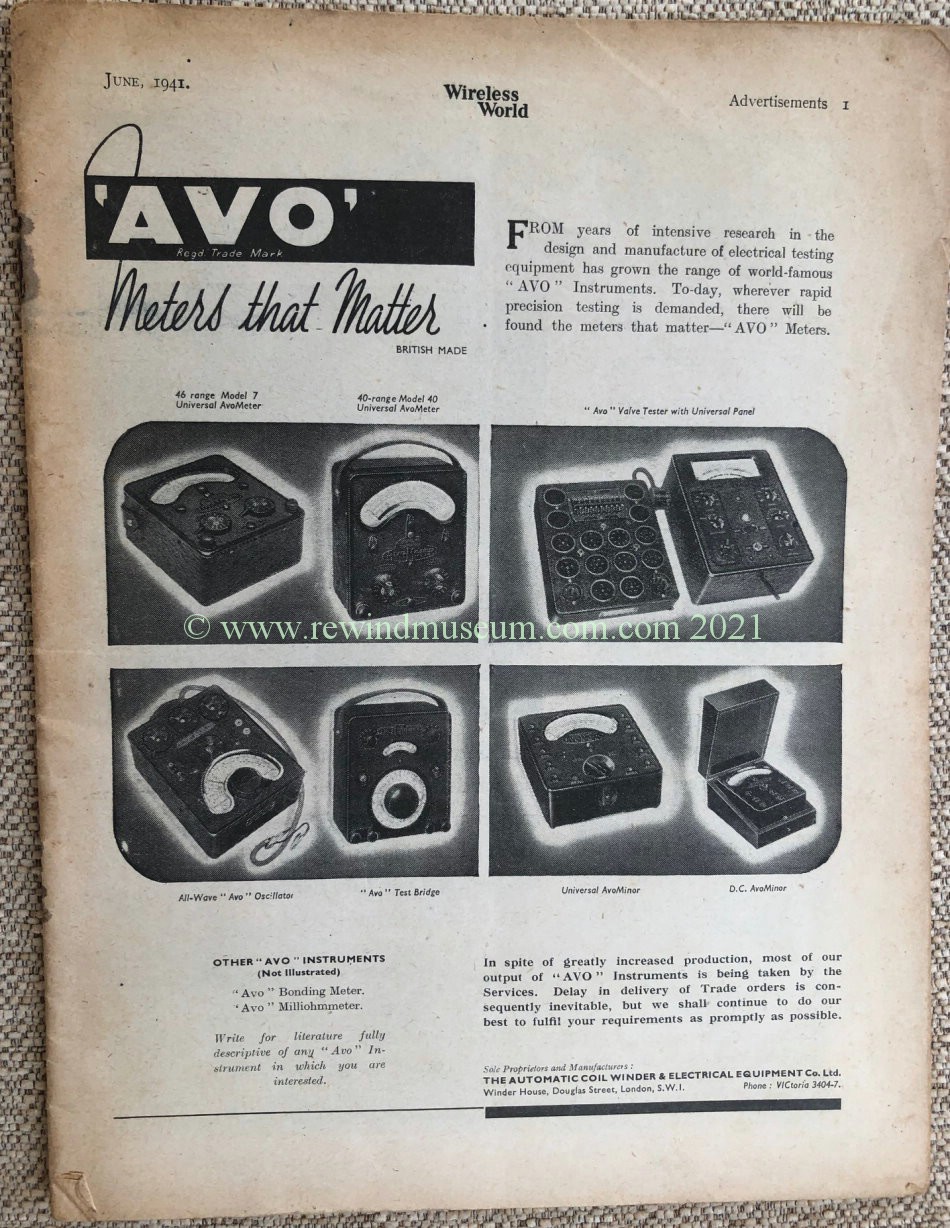 JUNE, 1941.
Wireless
World
Advertisements 1
'AVO'
Regd. Trade Mark
Meters that Matter
BRITISH MADE
FROM years of intensive research in the
design and manufacture of electrical testing
equipment has grown the range of world-famous
“AVO” Instruments. To-day, wherever rapid
precision testing is demanded, there will be
found the meters that matter—“AVO” Meters.
46 range Model 7
Universal AvoMeter
40-range Model 40
Universal AvoMeter
“Avo” Valve Tester with Universal Panel
© www.rewindmuseum.com.com 2021
All-Wave “Avo” Oscillator
“Avo” Test Bridge
Universal AvoMinor
D.C. AvoMinor
OTHER “AVO” INSTRUMENTS
(Not Illustrated)
“Avo” Bonding Meter.
‘Avo” Milliohmmeter.
Write for literature fully
descriptive of any “Avo” In-
strument in which you are
interested.
In spite of greatly increased production, most of our
output of “AVO” Instruments is being taken by the
Services. Delay in delivery of Trade orders is con-
sequently inevitable, but we shall continue to do our
best to fulfil your requirements as promptly as possible.
Sole Proprietors and Manufacturers :
THE AUTOMATIC COIL WINDER & ELECTRICAL EQUIPMENT Co. Ltd.
Winder House, Douglas Street, London, S.W.1. Phone : VICtoria 3404-7.